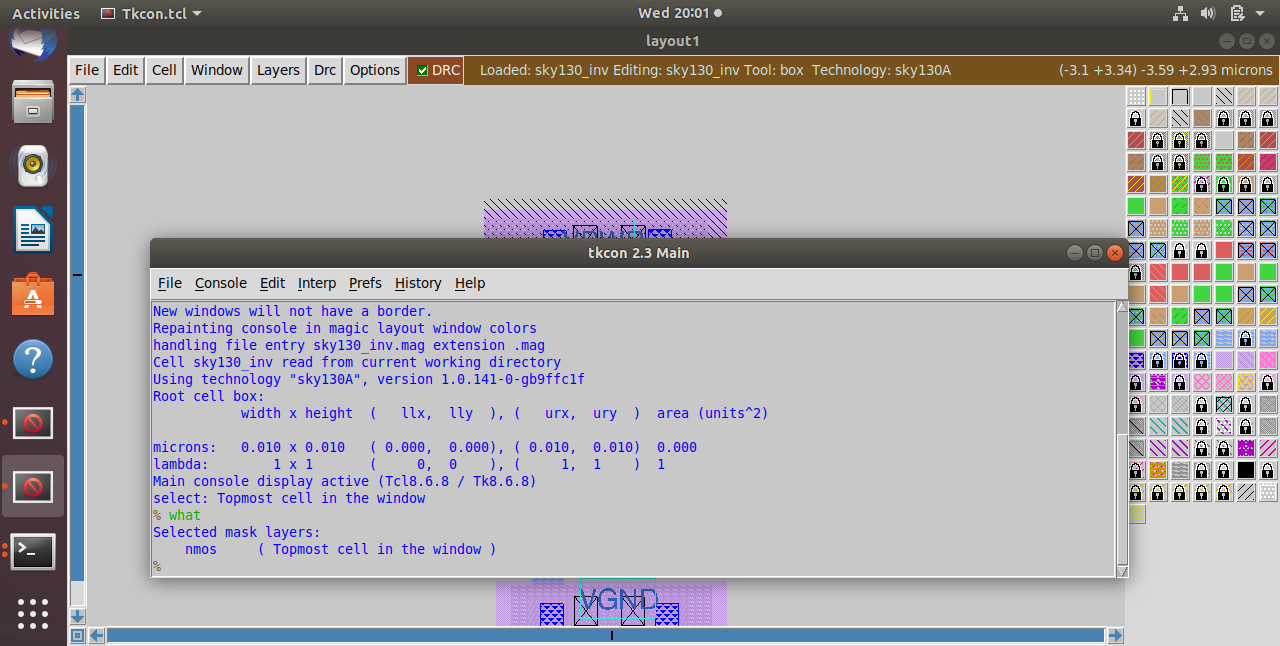 Activities Tkcon.tcl Wed 20:01
layout1
File Edit Cell Window Layers Drc Options DRC Loaded: sky130_inv Editing: sky130_inv Tool: box Technology: sky130A (-3.1 +3.34) -3.59 +2.93 microns
tkcon 2.3 Main
File Console Edit Interp Prefs History Help
New windows will not have a border.
Repainting console in magic layout window colors
handling file entry sky130_inv.mag extension .mag
Cell sky130_inv read from current working directory
Using technology "sky130A", version 1.0.141-0-gb9ffc1f
Root cell box:
width x height ( llx, lly ), ( urx, ury ) area (units^2)
microns: 0.010 x 0.010 ( 0.000, 0.000), ( 0.010, 0.010) 0.000
lambda: 1 x 1 ( 0, 0 ), ( 1, 1 ) 1
Main console display active (Tcl8.6.8 / Tk8.6.8)
select: Topmost cell in the window
% what
Selected mask layers:
nmos ( Topmost cell in the window )
%
VGND